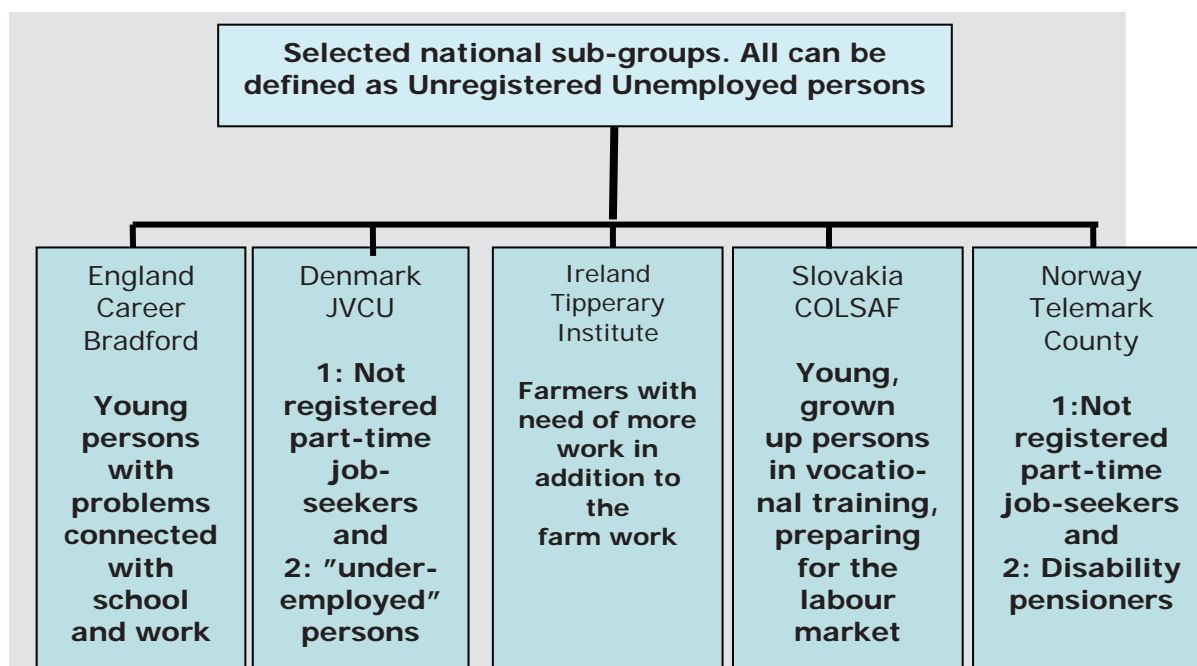 Selected national sub-groups. All can be
defined as Unregistered Unemployed persons
England
Career
Bradford
Young
persons
with
problems
connected
with
school
and work
Denmark
JVCU
1: Not
registered
part-time
job-
seekers
and
2: ”under-
employed”
persons
Ireland
Tipperary
Institute
Farmers with
need of more
work in
addition to
the
farm work
Slovakia
COLSAF
Young,
grown
up persons
in vocatio-
nal training,
preparing
for the
labour
market
Norway
Telemark
County
1:Not
registered
part-time
job-seekers
and
2: Disability
pensioners